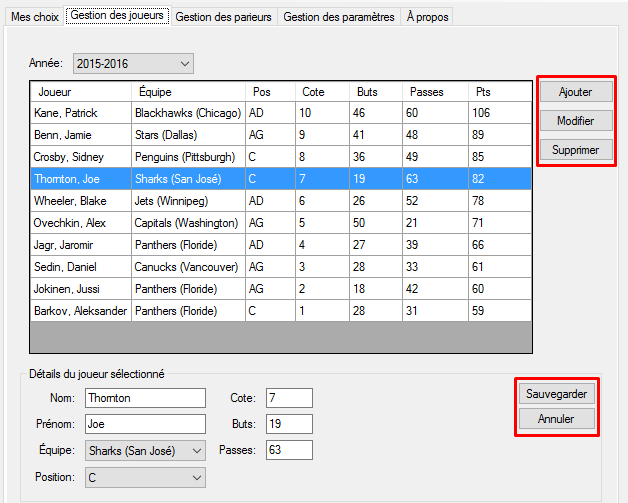 Mes choix Gestion des joueurs Gestion des parieurs Gestion des paramètres À propos
Année: 2015-2016
Joueur Équipe Pos Cote Buts Passes Pts
Kane, Patrick Blackhawks (Chicago) AD 10 46 60 106
Benn, Jamie Stars (Dallas) AG 9 41 48 89
Crosby, Sidney Penguins (Pittsburgh) C 8 36 49 85
Thornton, Joe Sharks (San José) C 7 19 63 82
Wheeler, Blake Jets (Winnipeg) AD 6 26 52 78
Ovechkin, Alex Capitals (Washington) AG 5 50 21 71
Jagr, Jaromir Panthers (Floride) AD 4 27 39 66
Sedin, Daniel Canucks (Vancouver) AG 3 28 33 61
Jokinen, Jussi Panthers (Floride) AG 2 18 42 60
Barkov, Aleksander Panthers (Floride) C 1 28 31 59
Ajouter
Modifier
Supprimer
Détails du joueur sélectionné
Nom: Thornton Cote: 7
Prénom: Joe Buts: 19
Équipe: Sharks (San José) Passes: 63
Position: C
Sauvegarder
Annuler